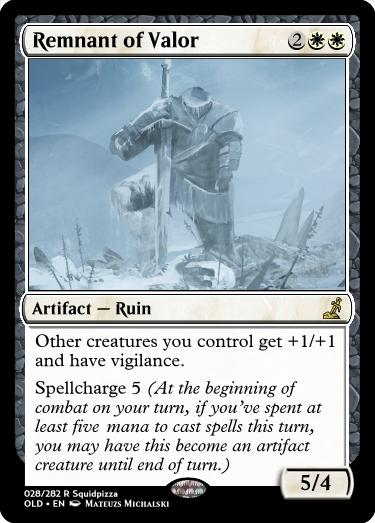 Remnant of Valor 2
Artifact — Ruin
Other creatures you control get +1/+1
and have vigilance.
Spellcharge 5 (At the beginning of
combat on your turn, if you've spent at
least five mana to cast spells this turn,
you may have this become an artifact
creature until end of turn.)
5/4
028/282 R Squidpizza
OLD • EN Mateusz Michalski